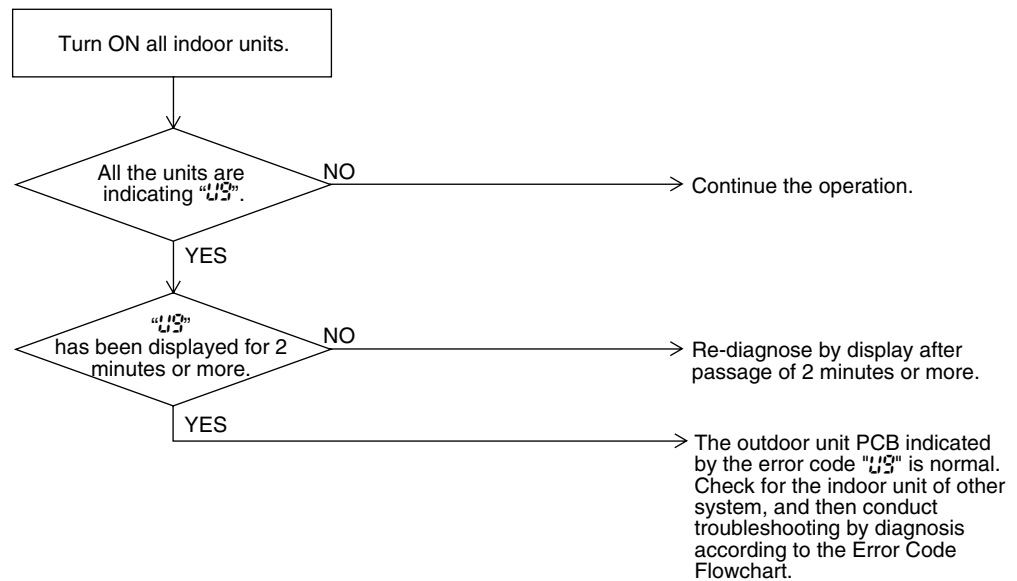 Turn ON all indoor units.
All the units are
indicating “U9”.
NO
Continue the operation.
YES
“U9”
has been displayed for 2
minutes or more.
NO
Re-diagnose by display after
passage of 2 minutes or more.
YES
The outdoor unit PCB indicated
by the error code "U9" is normal.
Check for the indoor unit of other
system, and then conduct
troubleshooting by diagnosis
according to the Error Code
Flowchart.